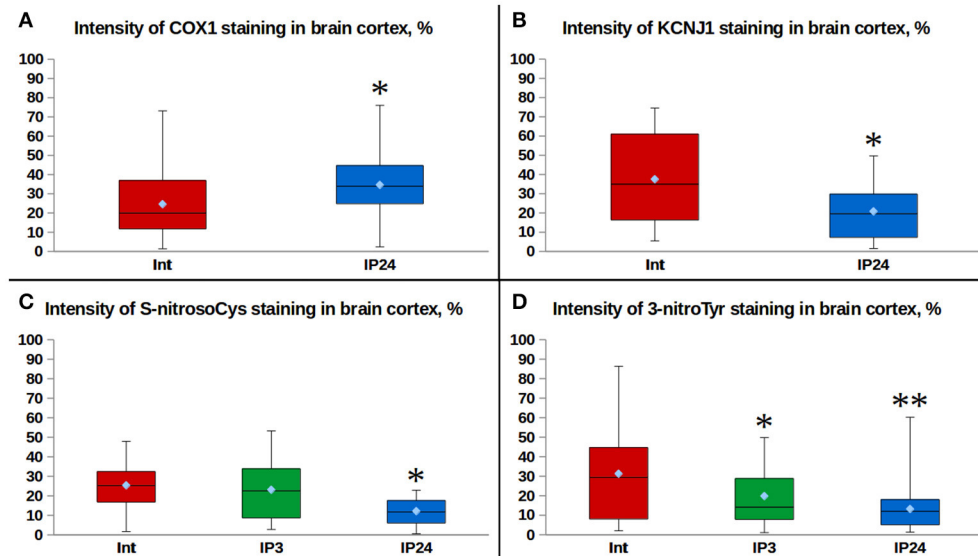 A
Intensity of COX1 staining in brain cortex, %
100
90
80
70
60
50
40
30
20
10
0
*
Int
IP24
B
Intensity of KCNJ1 staining in brain cortex, %
100
90
80
70
60
50
40
30
20
10
0
*
Int
IP24
C
Intensity of S-nitrosoCys staining in brain cortex, %
100
90
80
70
60
50
40
30
20
10
0
*
Int
IP3
IP24
D
Intensity of 3-nitroTyr staining in brain cortex, %
100
90
80
70
60
50
40
30
20
10
0
*
**
Int
IP3
IP24